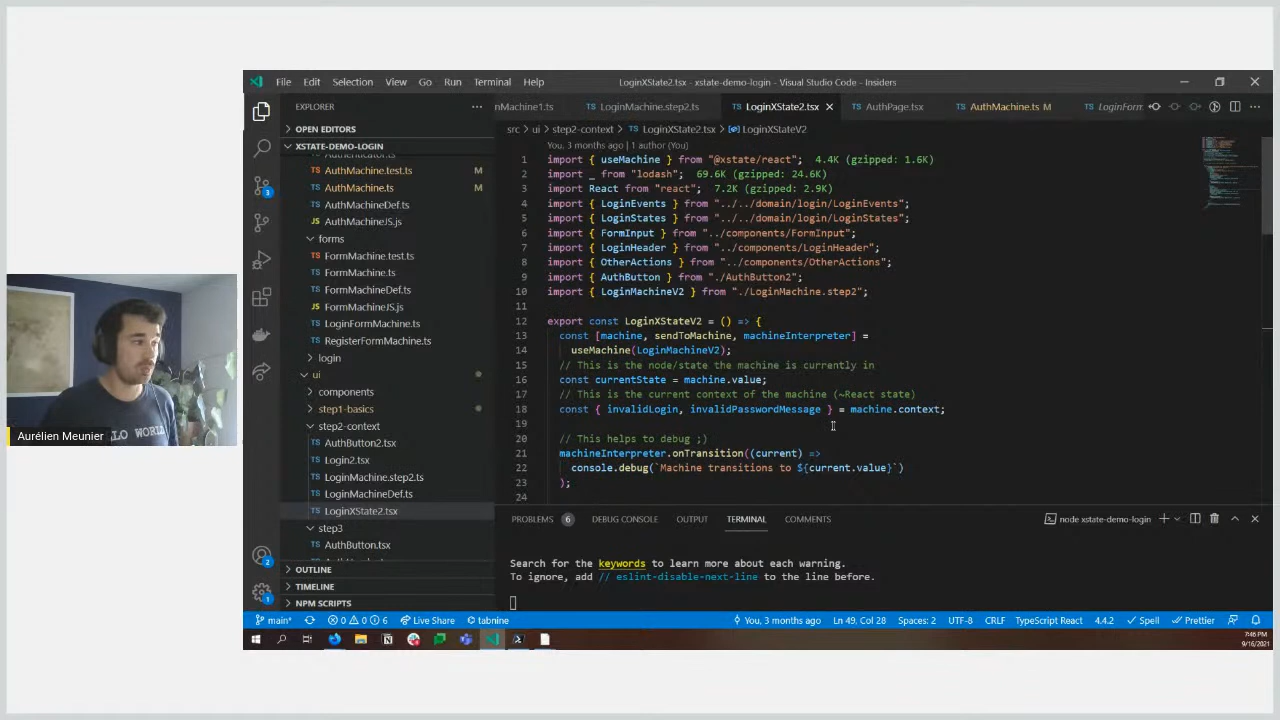 File Edit Selection View Go Run Terminal Help
LoginXState2.tsx - xstate-demo-login - Visual Studio Code - Insiders
EXPLORER
OPEN EDITORS
XSTATE-DEMO-LOGIN
AuthMachine.test.ts M
AuthMachine.ts M
AuthMachineDef.ts
AuthMachineJS.js
forms
FormMachine.test.ts
FormMachine.ts
FormMachineDef.ts
FormMachineJS.js
LoginFormMachine.ts
RegisterFormMachine.ts
login
ui
components
step1-basics
step2-context
AuthButton2.tsx
Login2.tsx
LoginMachine.step2.ts
LoginMachineDef.ts
LoginXState2.tsx
step3
AuthButton.tsx
OUTLINE
TIMELINE
NPM SCRIPTS
nMachine1.ts LoginMachine.step2.ts LoginXState2.tsx AuthPage.tsx AuthMachine.ts M LoginForm
src > ui > step2-context > LoginXState2.tsx > LoginXStateV2
You, 3 months ago | 1 author (You)
1 import { useMachine } from "@xstate/react"; 4.4K (gzipped: 1.6K)
2 import _ from "lodash"; 69.6K (gzipped: 24.6K)
3 import React from "react"; 7.2K (gzipped: 2.9K)
4 import { LoginEvents } from "../../domain/login/LoginEvents";
5 import { LoginStates } from "../../domain/login/LoginStates";
6 import { FormInput } from "../components/FormInput";
7 import { LoginHeader } from "../components/LoginHeader";
8 import { OtherActions } from "../components/OtherActions";
9 import { AuthButton } from "./AuthButton2";
10 import { LoginMachineV2 } from "./LoginMachine.step2";
11
12 export const LoginXStateV2 = () => {
13 const [machine, sendToMachine, machineInterpreter] =
14 useMachine(LoginMachineV2);
15 // This is the node/state the machine is currently in
16 const currentState = machine.value;
17 // This is the current context of the machine (~React state)
18 const { invalidLogin, invalidPasswordMessage } = machine.context;
19
20 // This helps to debug ;)
21 machineInterpreter.onTransition((current) =>
22 console.debug(`Machine transitions to ${current.value}`)
23 );
24
PROBLEMS 6 DEBUG CONSOLE OUTPUT TERMINAL COMMENTS
node xstate-demo-login
Search for the keywords to learn more about each warning.
To ignore, add // eslint-disable-next-line to the line before.
main* 0 0 6 Live Share tabnine You, 3 months ago Ln 49, Col 28 Spaces: 2 UTF-8 CRLF TypeScript React 4.4.2 Spell Prettier
7:46 PM
9/16/2021
Aurélien Meunier
LLO WORL